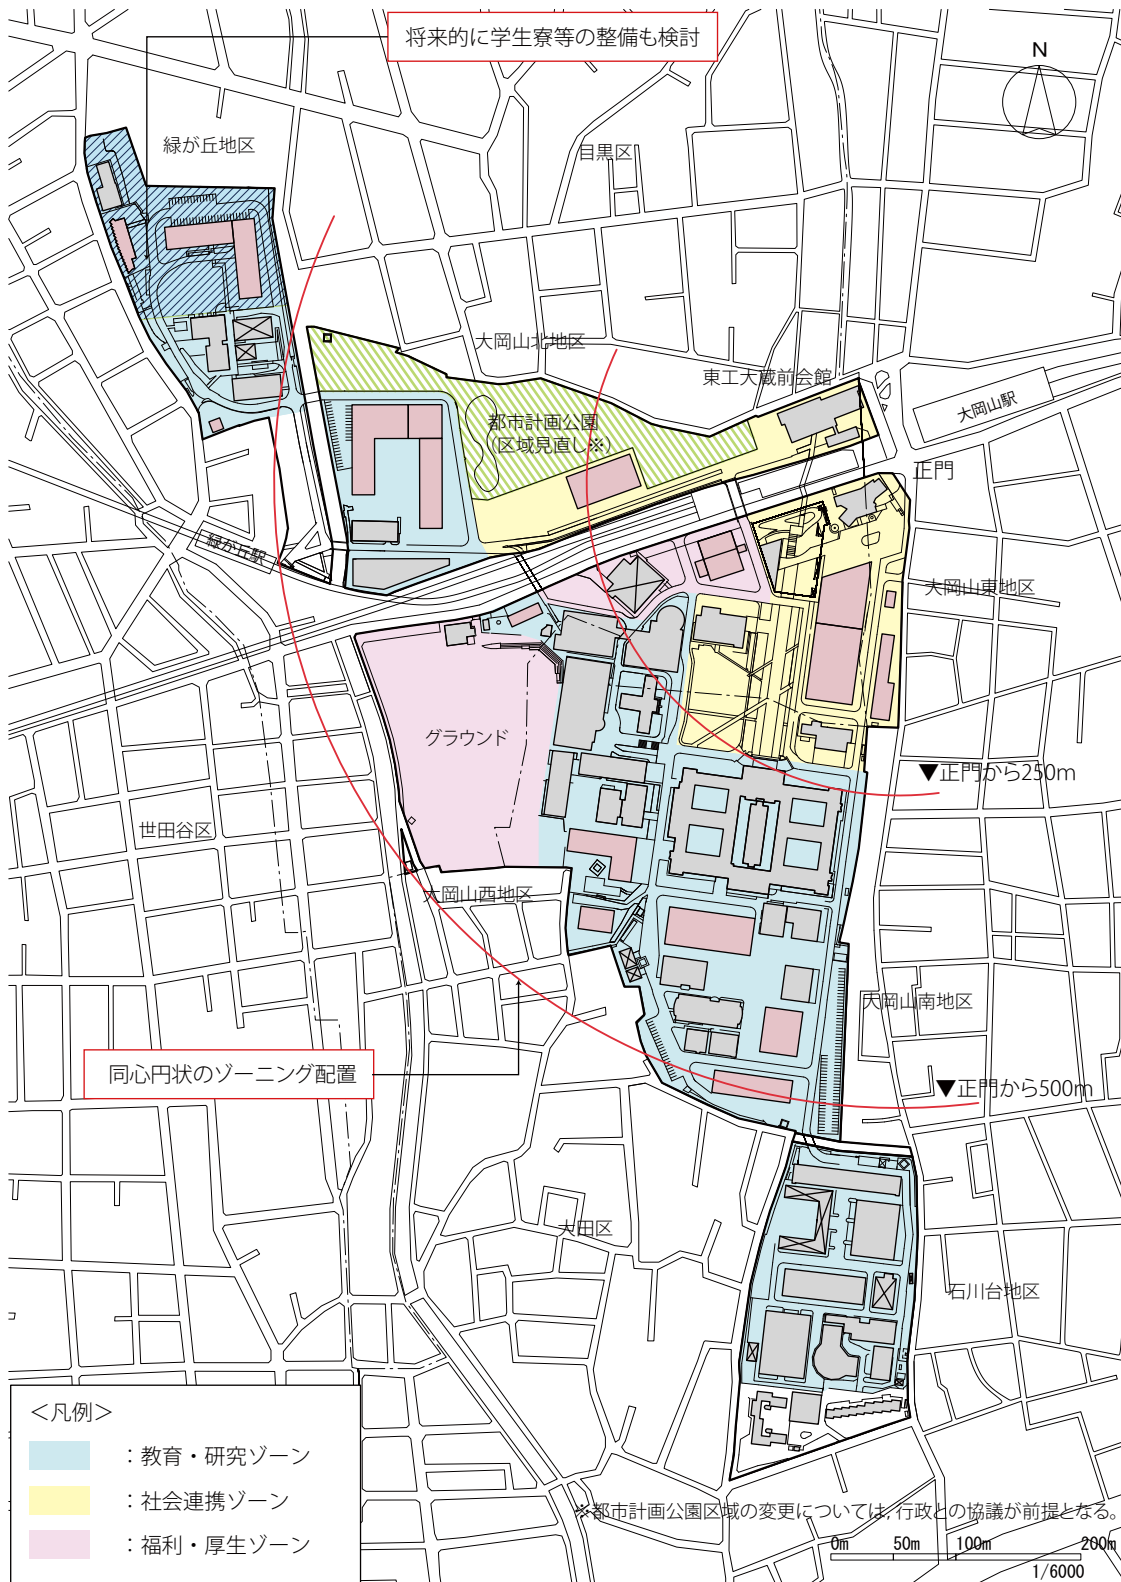 将来的に学生寮等の整備も検討
N
緑が丘地区
目黒区
大岡山北地区
東工大蔵前会館
大岡山駅
都市計画公園
(区域見直し※)
正門
緑が丘駅
大岡山東地区
グラウンド
▼正門から250m
世田谷区
大岡山西地区
大岡山南地区
同心円状のゾーニング配置
▼正門から500m
大田区
石川台地区
＜凡例＞
：教育・研究ゾーン
：社会連携ゾーン
：福利・厚生ゾーン
※都市計画公園区域の変更については，行政との協議が前提となる。
0m 50m 100m 200m
1/6000